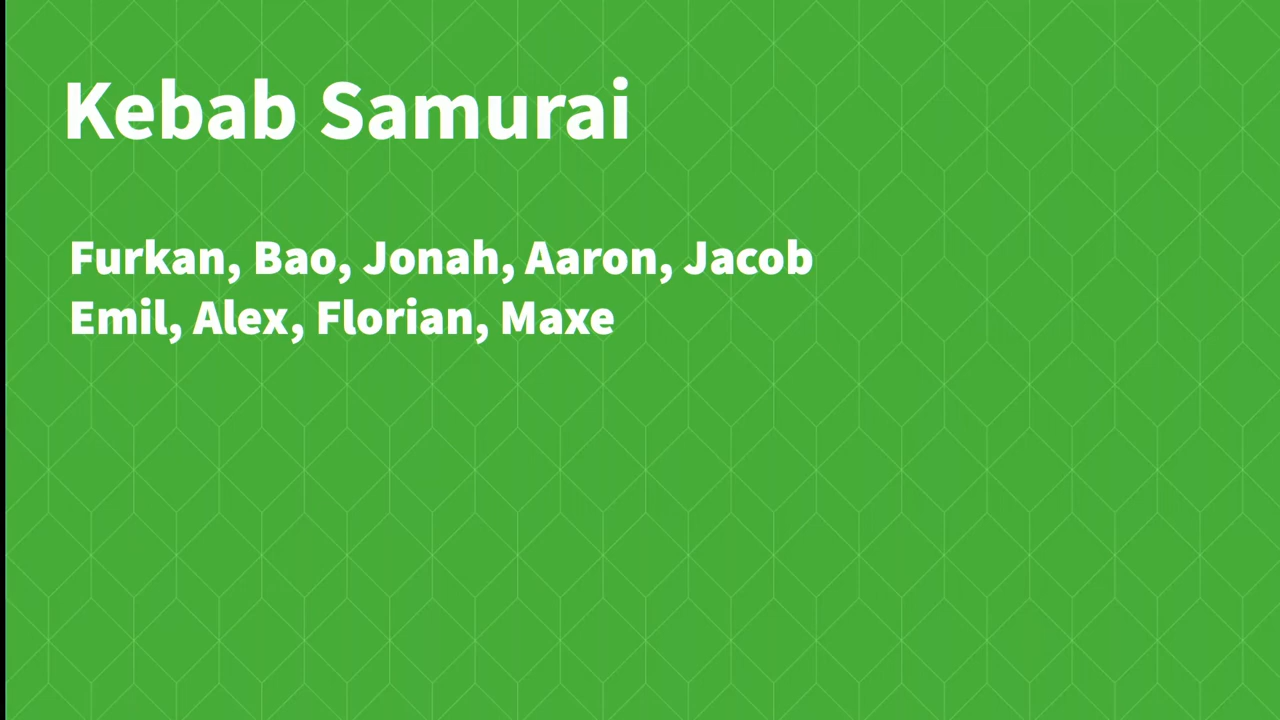 Kebab Samurai
Furkan, Bao, Jonah, Aaron, Jacob
Emil, Alex, Florian, Maxe